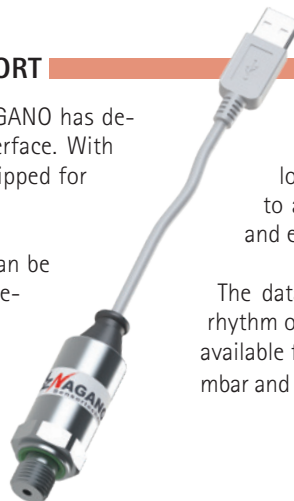 ORT
GANO has de-
erface. With
ipped for
an be
e-
lo
to a
and e
The dat
rhythm o
available f
mbar and
NAGANO